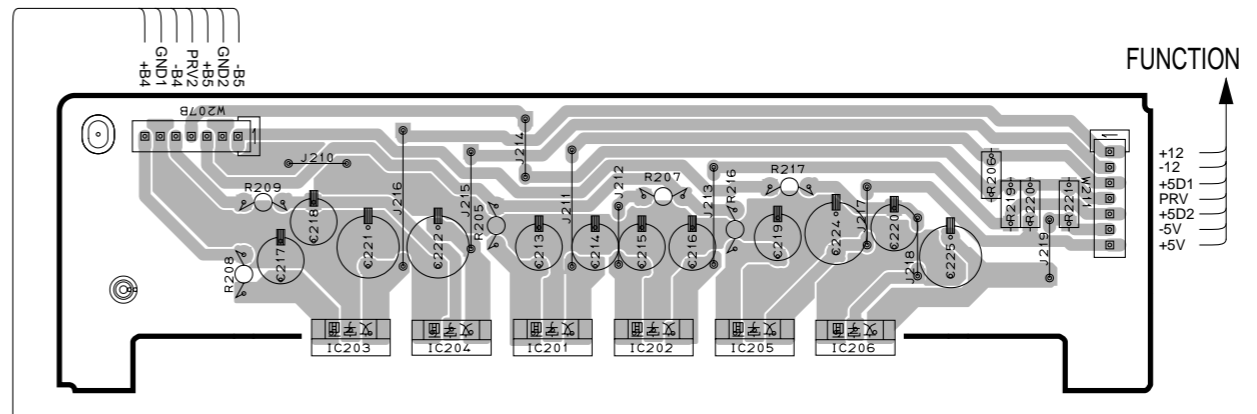 +B4
GND1
-B4
PRV2
+B5
GND2
-B5
FUNCTION
W207B
1
1
W211
+12
-12
+5D1
PRV
+5D2
-5V
+5V
J210
J216
J215
J214
J211
J212
J213
J217
J218
J219
R209
R208
R205
R207
R216
R217
R206
R219
R220
R221
C218
C217
C221
C222
C213
C214
C215
C216
C219
C224
C220
C225
IC203
IC204
IC201
IC202
IC205
IC206